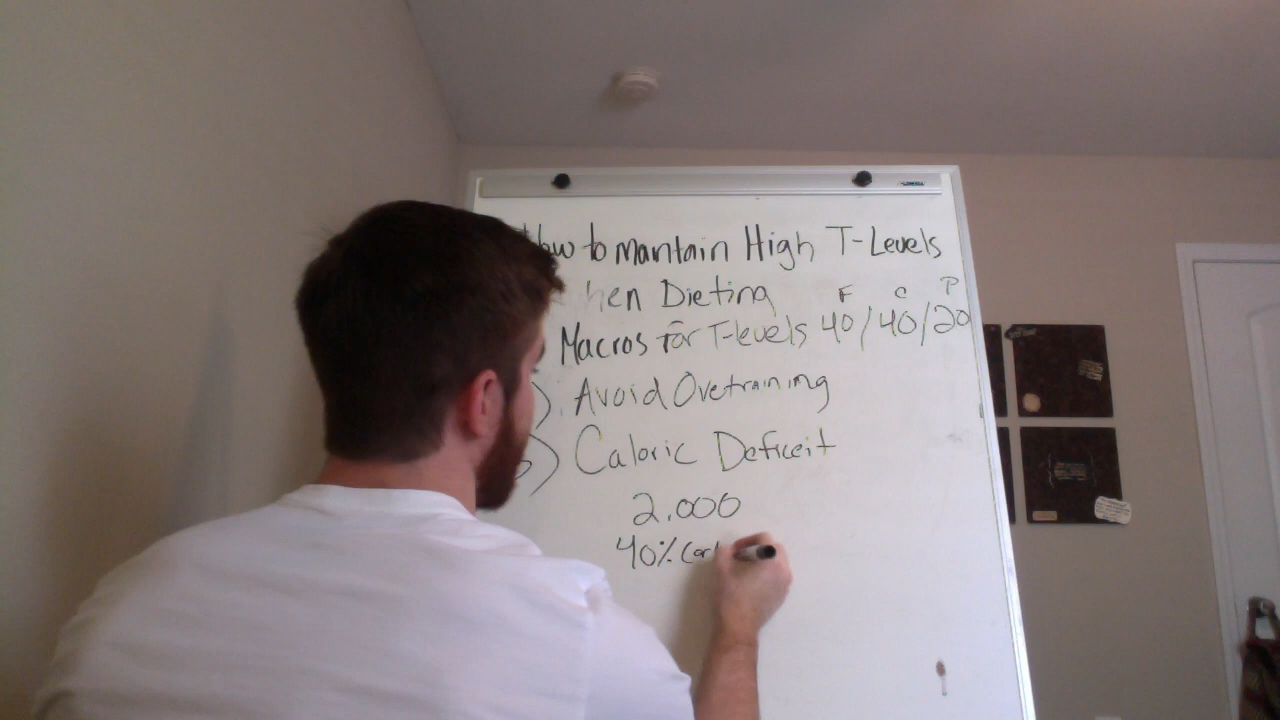 How to mantain High T-Levels
hen Dieting
F C P
Macros for T-levels 40/40/20
). Avoid Overtraining
) Caloric Deficeit
2.000
40% Car